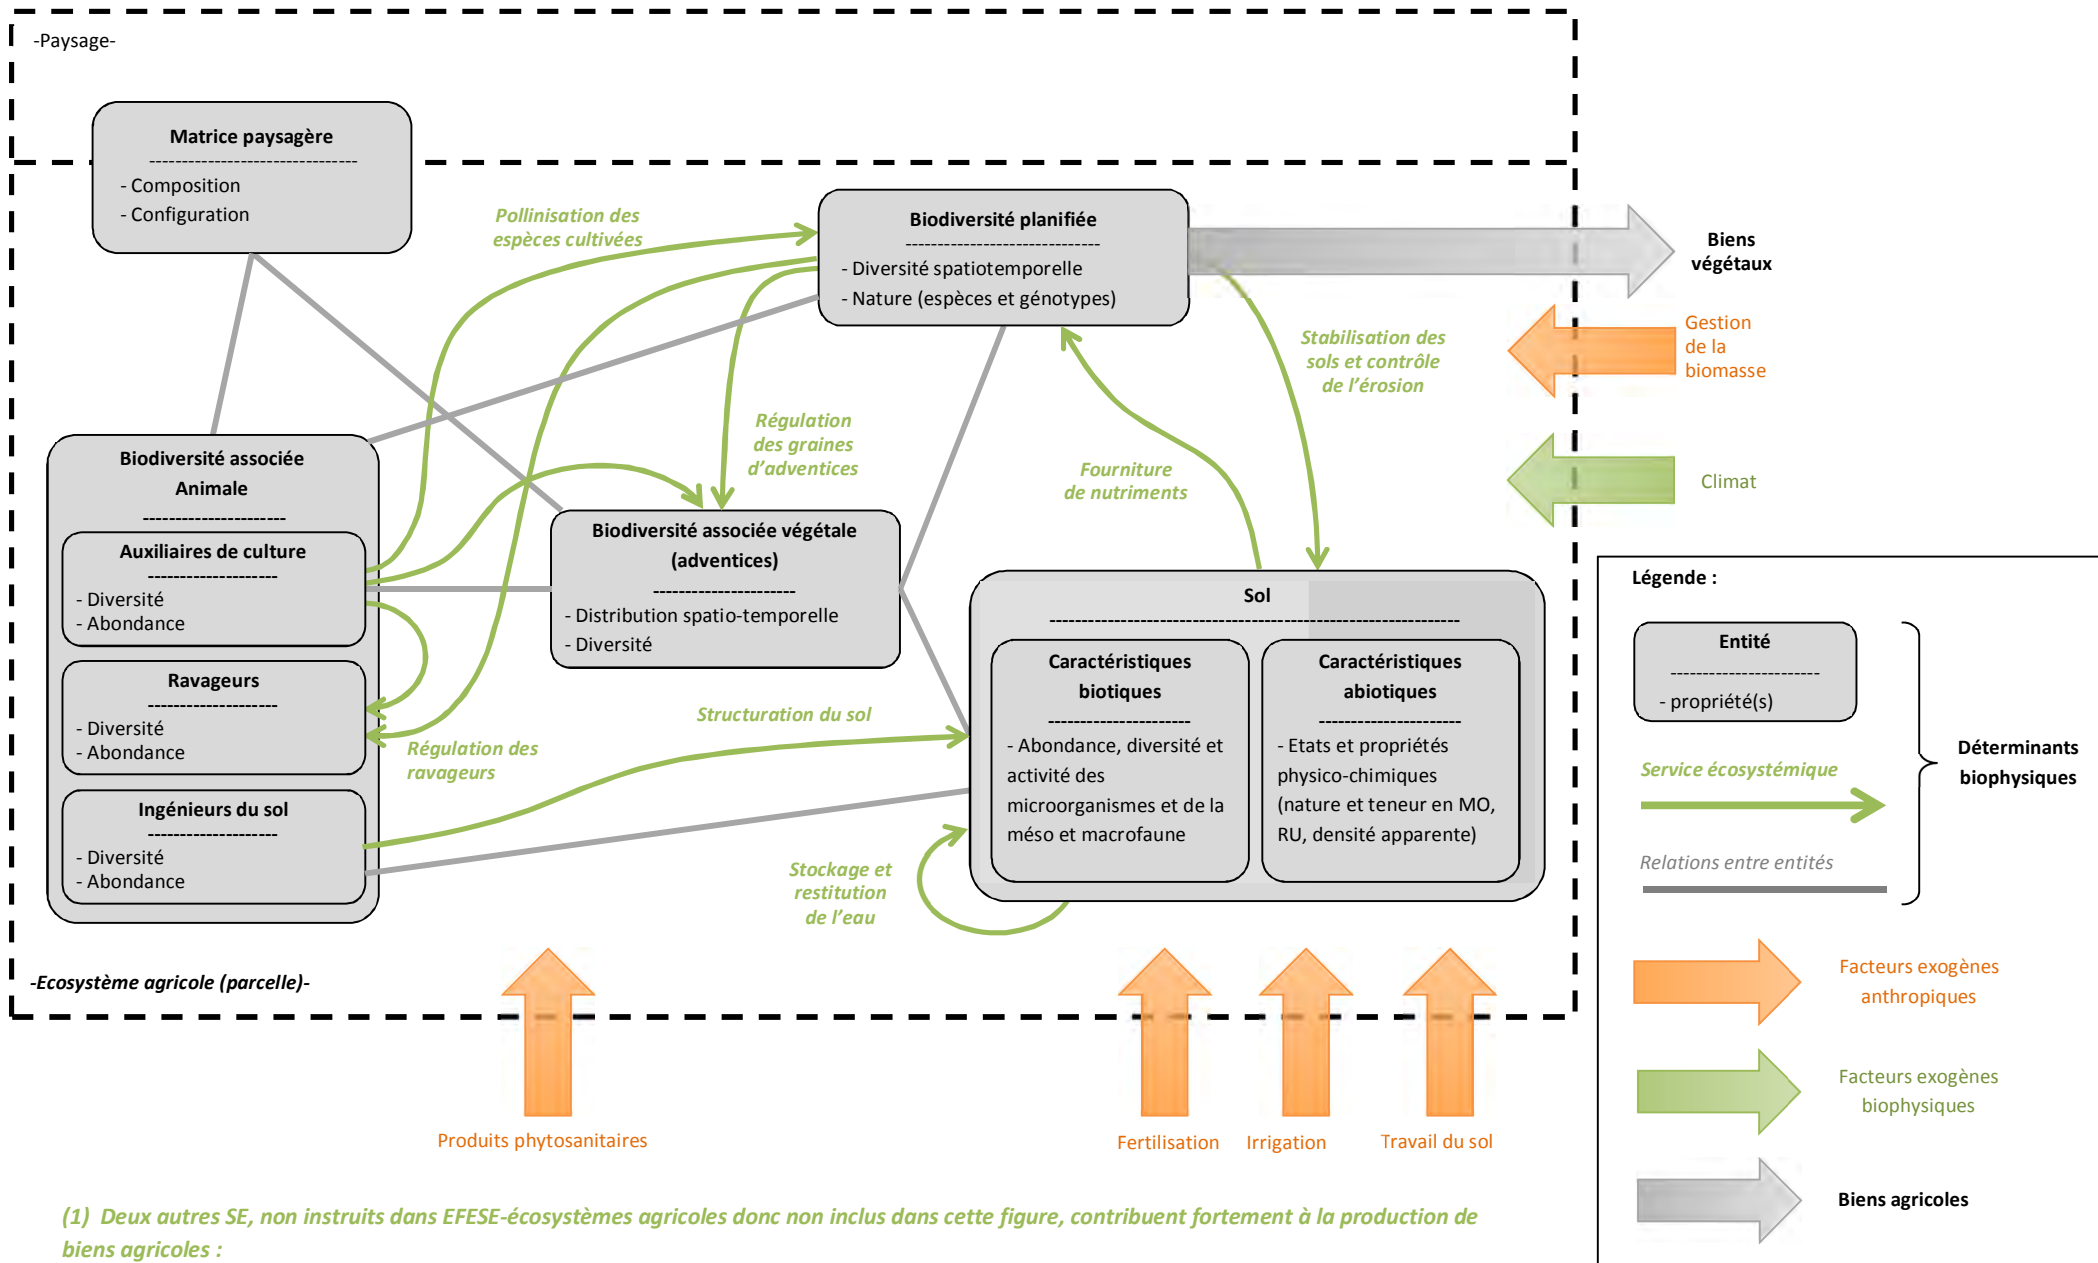 -Paysage-
Matrice paysagère
- Composition
- Configuration
Pollinisation des
espèces cultivées
Biodiversité planifiée
- Diversité spatiotemporelle
- Nature (espèces et génotypes)
Biens
végétaux
Gestion
de la
biomasse
Stabilisation des
sols et contrôle
de l'érosion
Régulation
des graines
d'adventices
Fourniture
de nutriments
Climat
Biodiversité associée
Animale
Auxiliaires de culture
- Diversité
- Abondance
Ravageurs
- Diversité
- Abondance
Ingénieurs du sol
- Diversité
- Abondance
Biodiversité associée végétale
(adventices)
- Distribution spatio-temporelle
- Diversité
Régulation des
ravageurs
Structuration du sol
Stockage et
restitution
de l'eau
Sol
Caractéristiques
biotiques
- Abondance, diversité et
activité des
microorganismes et de la
méso et macrofaune
Caractéristiques
abiotiques
- Etats et propriétés
physico-chimiques
(nature et teneur en MO,
RU, densité apparente)
-Ecosystème agricole (parcelle)-
Produits phytosanitaires
Fertilisation
Irrigation
Travail du sol
Légende :
Entité
- propriété(s)
Service écosystémique
Relations entre entités
Déterminants
biophysiques
Facteurs exogènes
anthropiques
Facteurs exogènes
biophysiques
Biens agricoles
(1) Deux autres SE, non instruits dans EFESE-écosystèmes agricoles donc non inclus dans cette figure, contribuent fortement à la production de
biens agricoles :